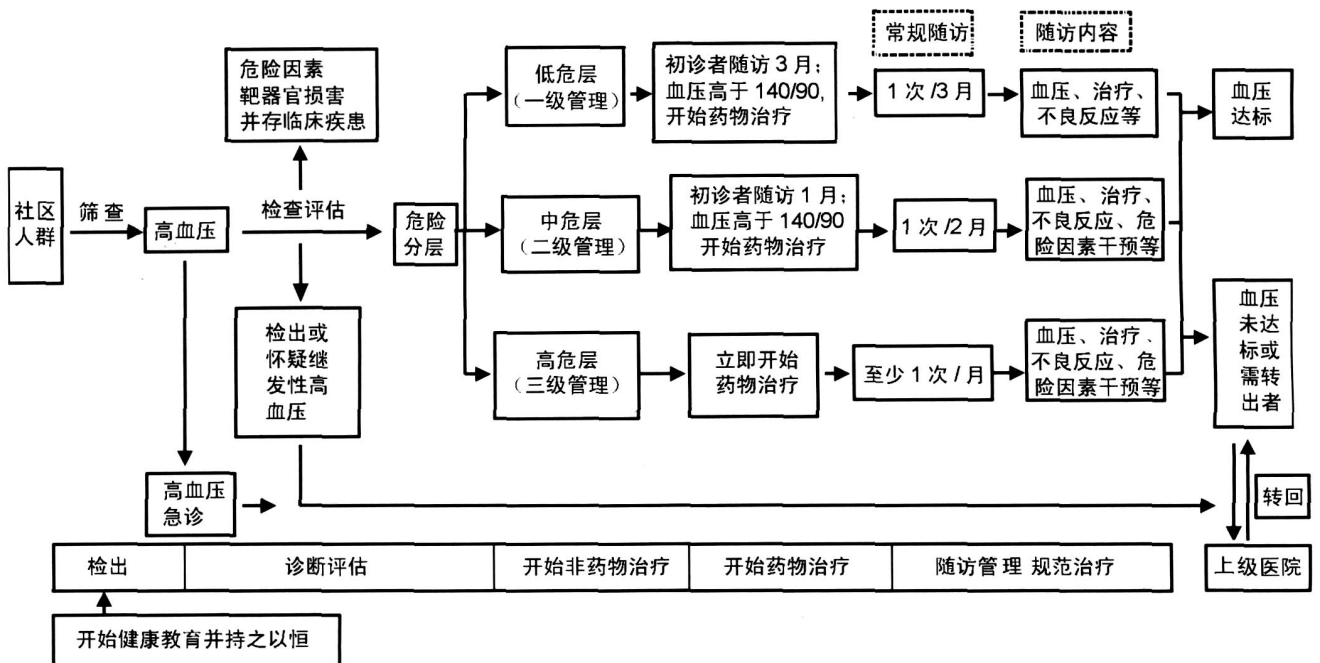 常规随访
随访内容
危险因素
靶器官损害
并存临床疾患
低危层
（一级管理）
初诊者随访 3 月；
血压高于 140/90,
开始药物治疗
1 次 /3 月
血压、治疗、
不良反应等
血压
达标
社区
人群
筛查
高血压
检查评估
危险
分层
中危层
（二级管理）
初诊者随访 1 月；
血压高于 140/90
开始药物治疗
1 次 /2 月
血压、治疗、
不良反应、危
险因素干预等
检出或
怀疑继
发性高
血压
高危层
（三级管理）
立即开始
药物治疗
至少 1 次 / 月
血压、治疗、
不良反应、危
险因素干预等
血压
未达
标或
需转
出者
高血压
急诊
转回
检出
诊断评估
开始非药物治疗
开始药物治疗
随访管理 规范治疗
上级医院
开始健康教育并持之以恒